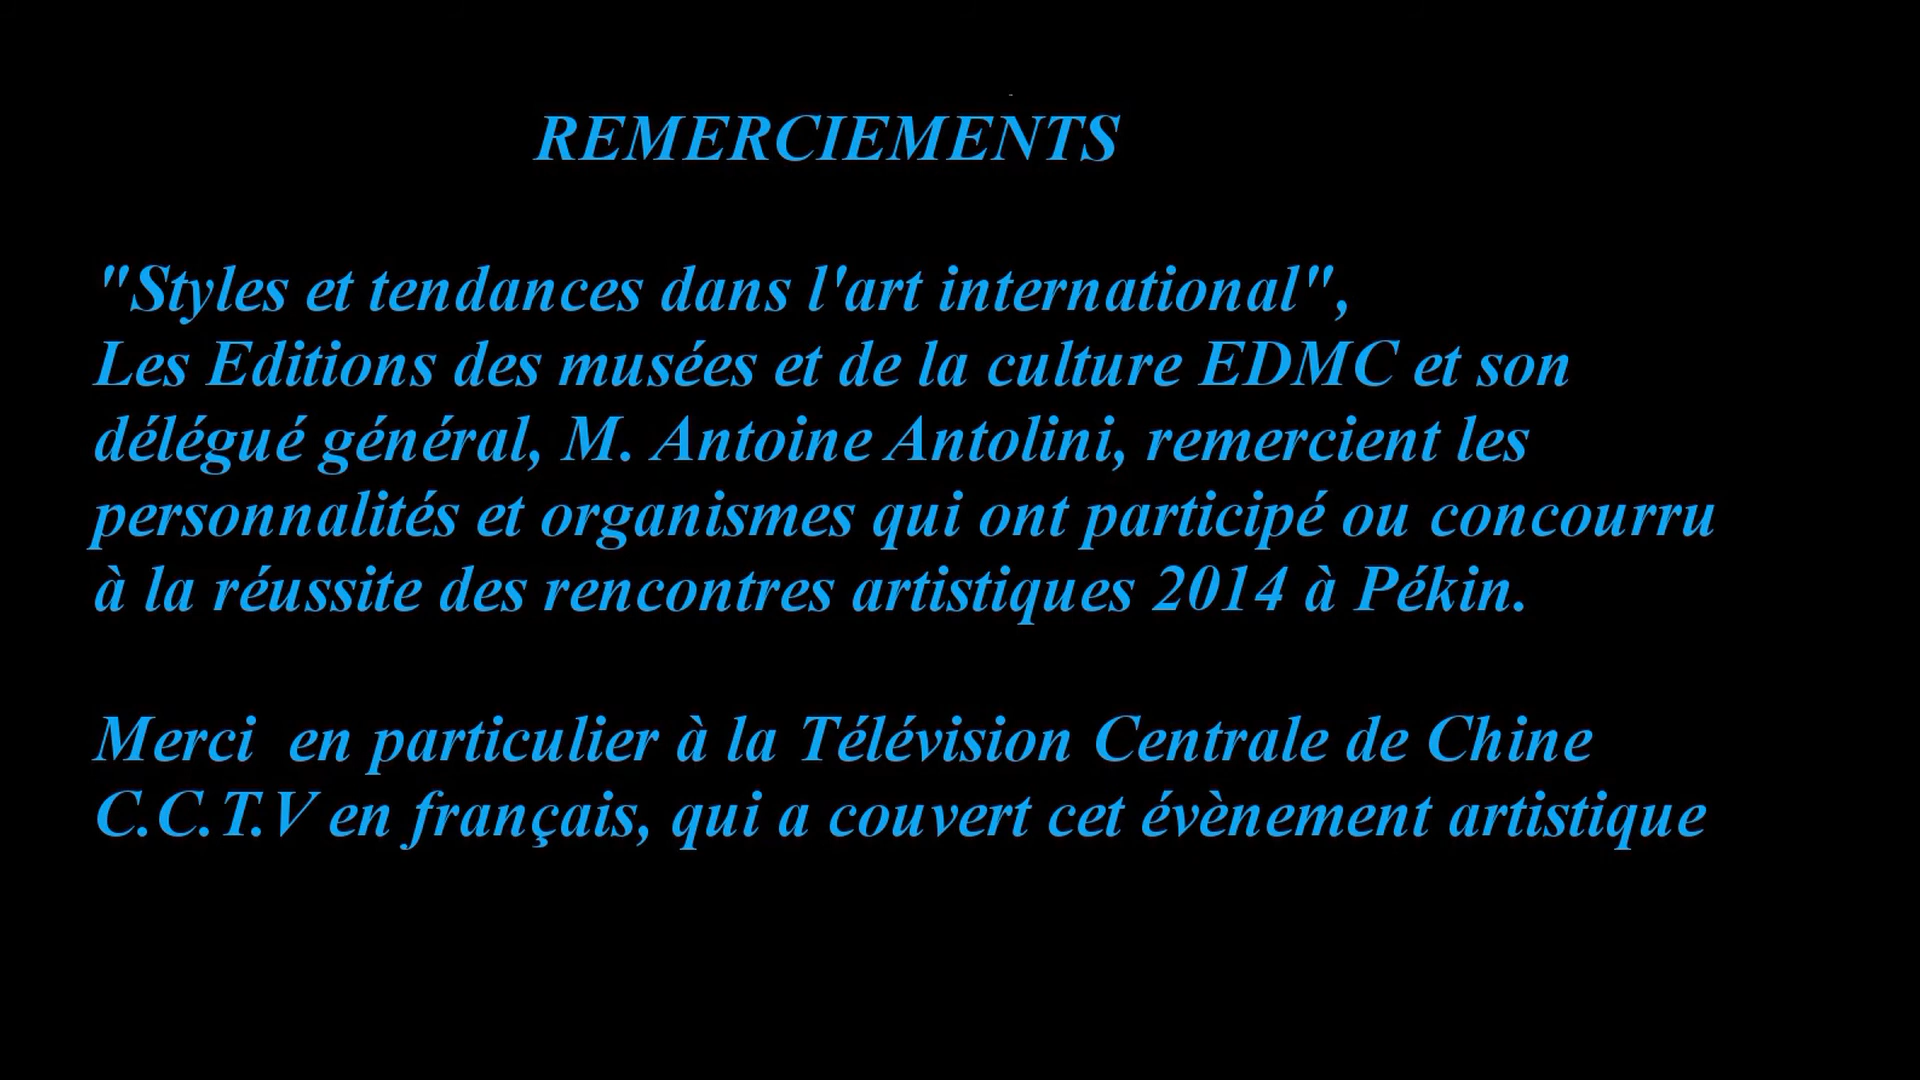 REMERCIEMENTS
"Styles et tendances dans l'art international",
Les Editions des musées et de la culture EDMC et son
délégué général, M. Antoine Antolini, remercient les
personnalités et organismes qui ont participé ou concourru
à la réussite des rencontres artistiques 2014 à Pékin.
Merci  en particulier à la Télévision Centrale de Chine
C.C.T.V en français, qui a couvert cet évènement artistique